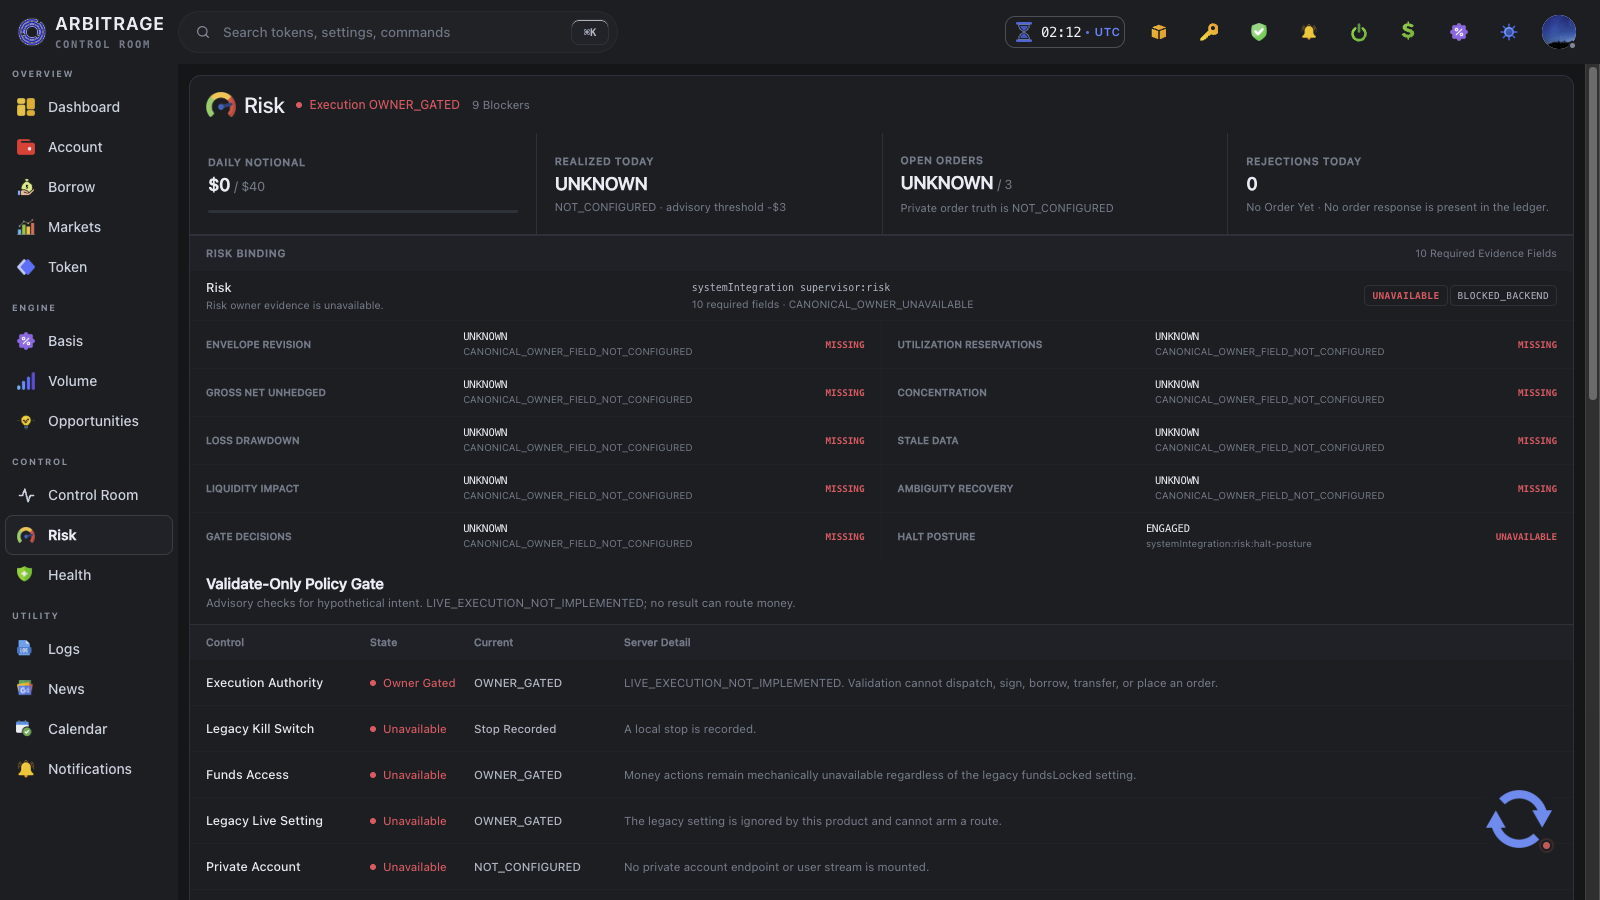 ARBITRAGE
CONTROL ROOM
Search tokens, settings, commands
⌘K
02:12 • UTC
OVERVIEW
Dashboard
Account
Borrow
Markets
Token
ENGINE
Basis
Volume
Opportunities
CONTROL
Control Room
Risk
Health
UTILITY
Logs
News
Calendar
Notifications
Risk
Execution OWNER_GATED
9 Blockers
DAILY NOTIONAL
$0 / $40
REALIZED TODAY
UNKNOWN
NOT_CONFIGURED · advisory threshold -$3
OPEN ORDERS
UNKNOWN / 3
Private order truth is NOT_CONFIGURED
REJECTIONS TODAY
0
No Order Yet · No order response is present in the ledger.
RISK BINDING
10 Required Evidence Fields
Risk
Risk owner evidence is unavailable.
systemIntegration supervisor:risk
10 required fields · CANONICAL_OWNER_UNAVAILABLE
UNAVAILABLE
BLOCKED_BACKEND
ENVELOPE REVISION
UNKNOWN
CANONICAL_OWNER_FIELD_NOT_CONFIGURED
MISSING
UTILIZATION RESERVATIONS
UNKNOWN
CANONICAL_OWNER_FIELD_NOT_CONFIGURED
MISSING
GROSS NET UNHEDGED
UNKNOWN
CANONICAL_OWNER_FIELD_NOT_CONFIGURED
MISSING
CONCENTRATION
UNKNOWN
CANONICAL_OWNER_FIELD_NOT_CONFIGURED
MISSING
LOSS DRAWDOWN
UNKNOWN
CANONICAL_OWNER_FIELD_NOT_CONFIGURED
MISSING
STALE DATA
UNKNOWN
CANONICAL_OWNER_FIELD_NOT_CONFIGURED
MISSING
LIQUIDITY IMPACT
UNKNOWN
CANONICAL_OWNER_FIELD_NOT_CONFIGURED
MISSING
AMBIGUITY RECOVERY
UNKNOWN
CANONICAL_OWNER_FIELD_NOT_CONFIGURED
MISSING
GATE DECISIONS
UNKNOWN
CANONICAL_OWNER_FIELD_NOT_CONFIGURED
MISSING
HALT POSTURE
ENGAGED
systemIntegration:risk:halt-posture
UNAVAILABLE
Validate-Only Policy Gate
Advisory checks for hypothetical intent. LIVE_EXECUTION_NOT_IMPLEMENTED; no result can route money.
Control State Current Server Detail
Execution Authority Owner Gated OWNER_GATED LIVE_EXECUTION_NOT_IMPLEMENTED. Validation cannot dispatch, sign, borrow, transfer, or place an order.
Legacy Kill Switch Unavailable Stop Recorded A local stop is recorded.
Funds Access Unavailable OWNER_GATED Money actions remain mechanically unavailable regardless of the legacy fundsLocked setting.
Legacy Live Setting Unavailable OWNER_GATED The legacy setting is ignored by this product and cannot arm a route.
Private Account Unavailable NOT_CONFIGURED No private account endpoint or user stream is mounted.